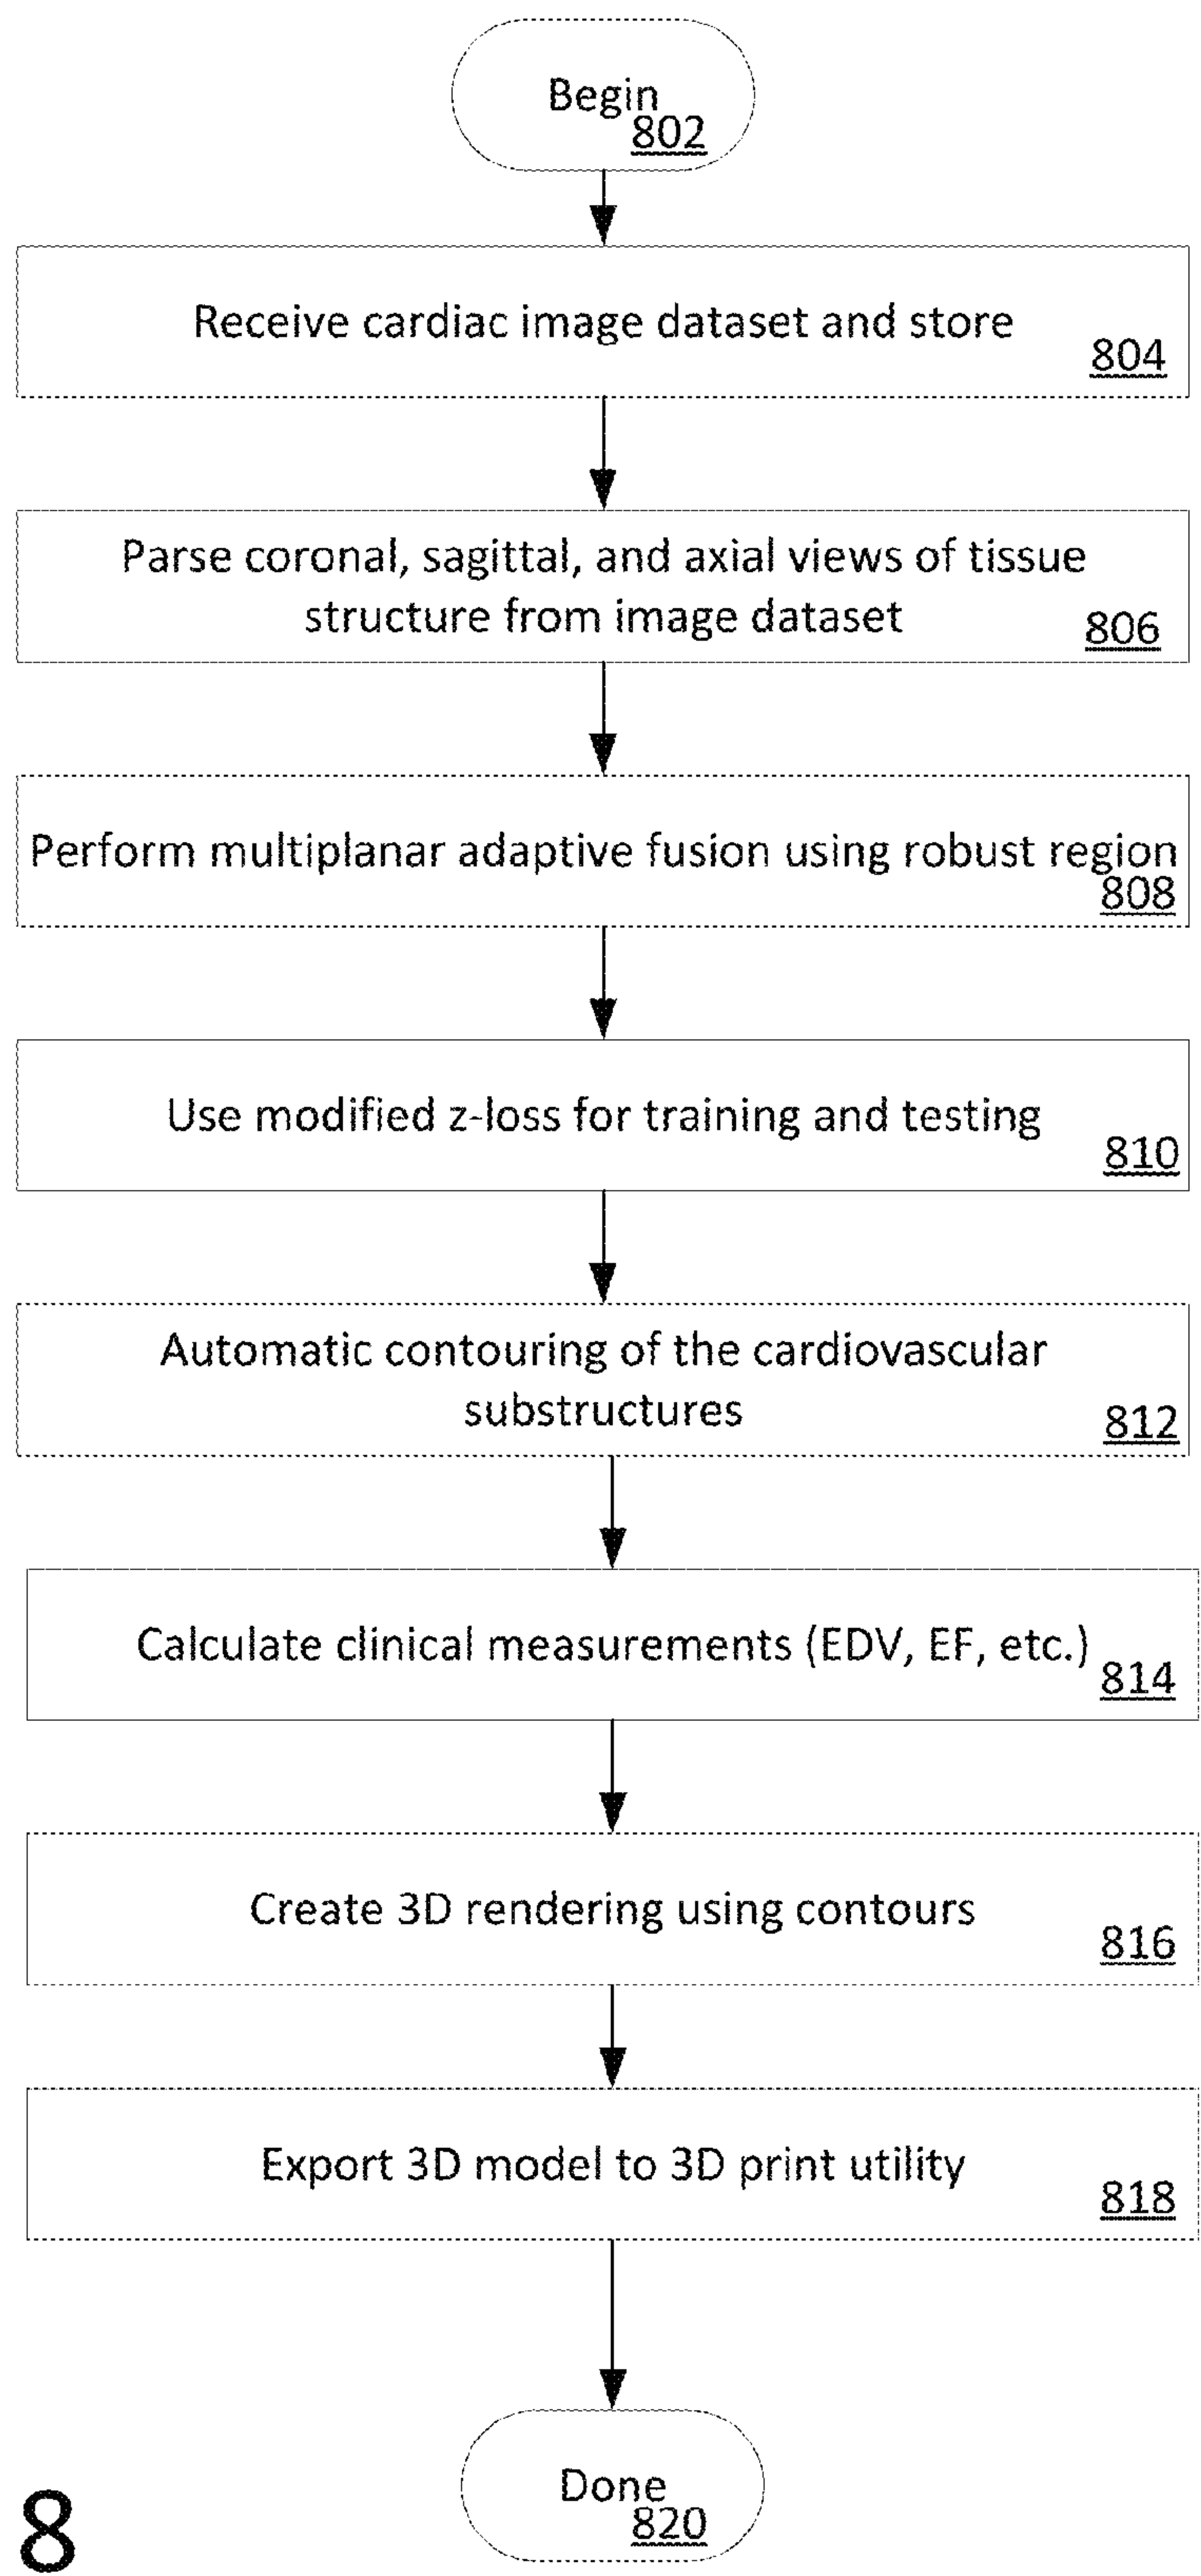 Begin
802
Receive cardiac image dataset and store
804
Parse coronal, sagittal, and axial views of tissue
structure from image dataset
806
Perform multiplanar adaptive fusion using robust region
808
Use modified z-loss for training and testing
810
Automatic contouring of the cardiovascular
substructures
812
Calculate clinical measurements (EDV, EF, etc.)
814
Create 3D rendering using contours
816
Export 3D model to 3D print utility
818
Done
820
8